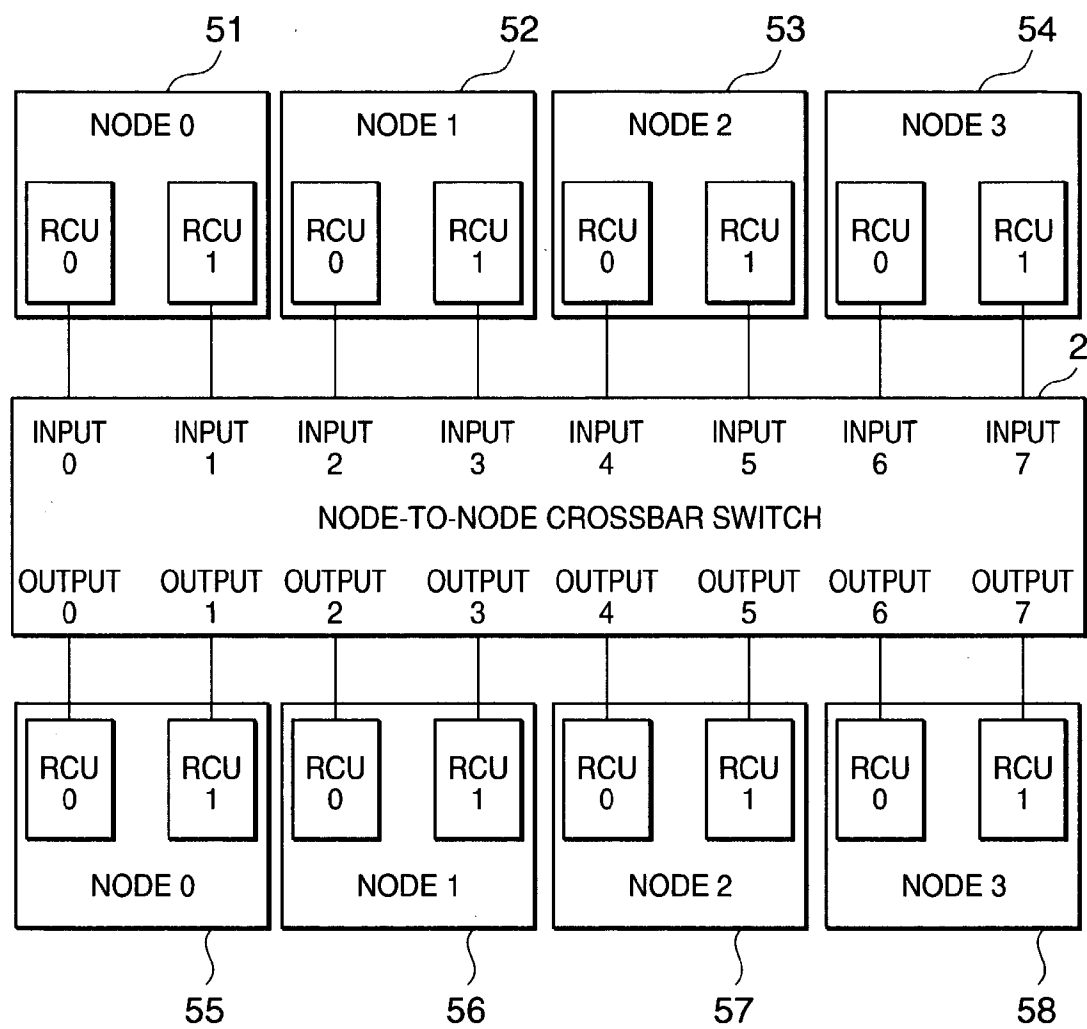 51 52 53 54
NODE 0 NODE 1 NODE 2 NODE 3
RCU RCU RCU RCU RCU RCU RCU RCU
0 1 0 1 0 1 0 1
2
INPUT INPUT INPUT INPUT INPUT INPUT INPUT INPUT
0 1 2 3 4 5 6 7
NODE-TO-NODE CROSSBAR SWITCH
OUTPUT OUTPUT OUTPUT OUTPUT OUTPUT OUTPUT OUTPUT OUTPUT
0 1 2 3 4 5 6 7
RCU RCU RCU RCU RCU RCU RCU RCU
0 1 0 1 0 1 0 1
NODE 0 NODE 1 NODE 2 NODE 3
55 56 57 58